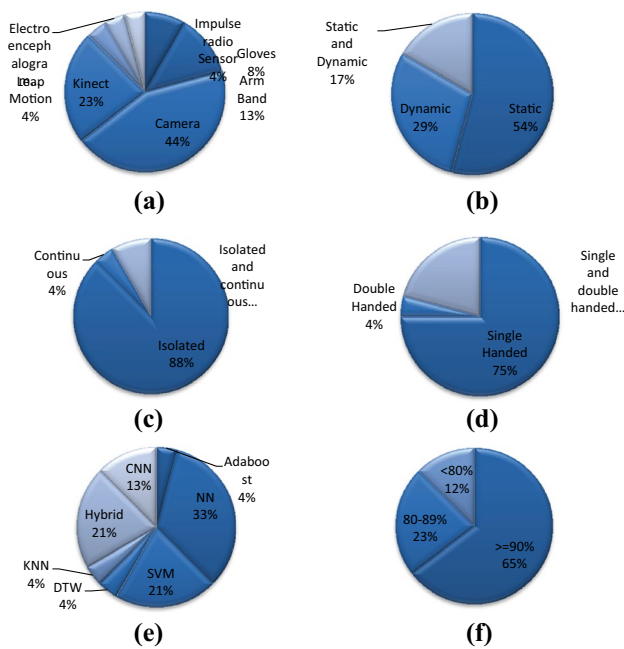 Electro
enceph
alogra
m
Leap
Motion
4%
Impulse
radio
Sensor
4%
Gloves
8%
Arm
Band
13%
Kinect
23%
Camera
44%
(a)
Static
and
Dynamic
17%
Dynamic
29%
Static
54%
(b)
Continu
ous
4%
Isolated
and
continu
ous...
Isolated
88%
(c)
Double
Handed
4%
Single
and
double
handed...
Single
Handed
75%
(d)
CNN
13%
Adaboo
st
4%
NN
33%
Hybrid
21%
KNN
4%
DTW
4%
SVM
21%
(e)
<80%
12%
80-89%
23%
>=90%
65%
(f)